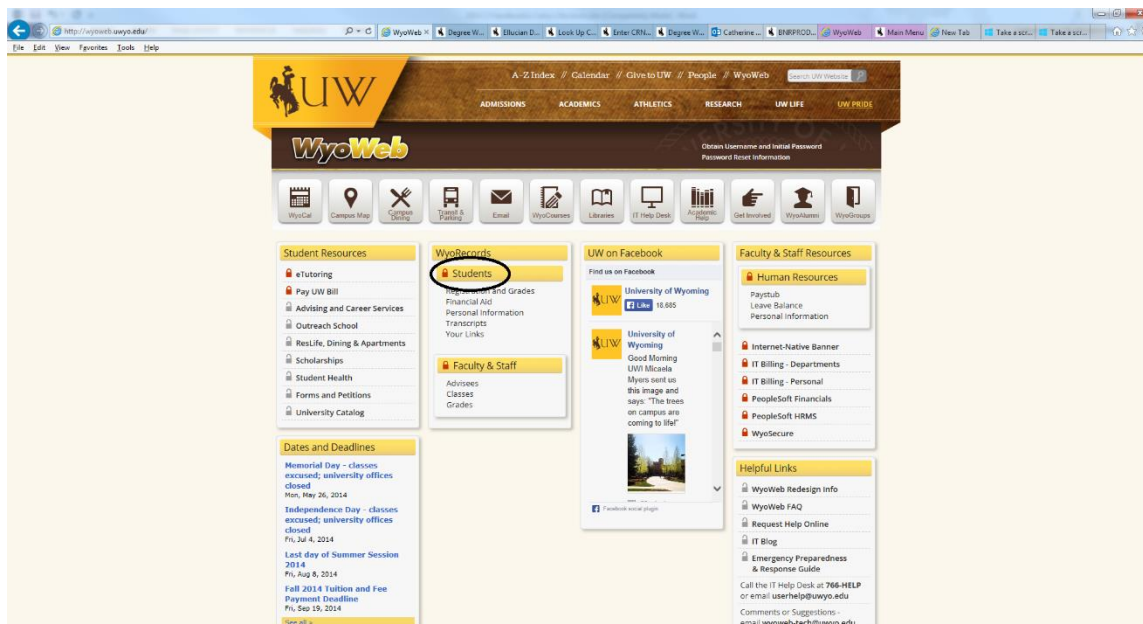 http://wyoweb.uwyo.edu/
WyoWeb
Degree W...
Ellucian D...
Look Up C...
Enter CRN...
Degree W...
Catherine ...
BNRPROD...
WyoWeb
Main Menu
New Tab
Take a scr...
Take a scr...
File Edit View Favorites Tools Help
UW
A-Z Index // Calendar // Give to UW // People // WyoWeb
Search UW Website
ADMISSIONS ACADEMICS ATHLETICS RESEARCH UW LIFE UW PRIDE
WyoWeb
Obtain Username and Initial Password
Password Reset Information
WyoCal
Campus Map
Campus Dining
Transit & Parking
Email
WyoCourses
Libraries
IT Help Desk
Academic Help
Get Involved
WyoAlumni
WyoGroups
Student Resources
eTutoring
Pay UW Bill
Advising and Career Services
Outreach School
ResLife, Dining & Apartments
Scholarships
Student Health
Forms and Petitions
University Catalog
Dates and Deadlines
Memorial Day - classes
excused; university offices
closed
Mon, May 26, 2014
Independence Day - classes
excused; university offices
closed
Fri, Jul 4, 2014
Last day of Summer Session
2014
Fri, Aug 8, 2014
Fall 2014 Tuition and Fee
Payment Deadline
Fri, Sep 19, 2014
See all »
WyoRecords
Students
Registration and Grades
Financial Aid
Personal Information
Transcripts
Your Links
Faculty & Staff
Advisees
Classes
Grades
UW on Facebook
Find us on Facebook
UW
University of Wyoming
Like 18,685
UW
University of
Wyoming
Good Morning
UW! Micaela
Myers sent us
this image and
says: "The trees
on campus are
coming to life!"
Facebook social plugin
Faculty & Staff Resources
Human Resources
Paystub
Leave Balance
Personal Information
Internet-Native Banner
IT Billing - Departments
IT Billing - Personal
PeopleSoft Financials
PeopleSoft HRMS
WyoSecure
Helpful Links
WyoWeb Redesign Info
WyoWeb FAQ
Request Help Online
IT Blog
Emergency Preparedness
& Response Guide
Call the IT Help Desk at 766-HELP
or email userhelp@uwyo.edu
Comments or Suggestions -
email wyoweb-tech@uwyo.edu